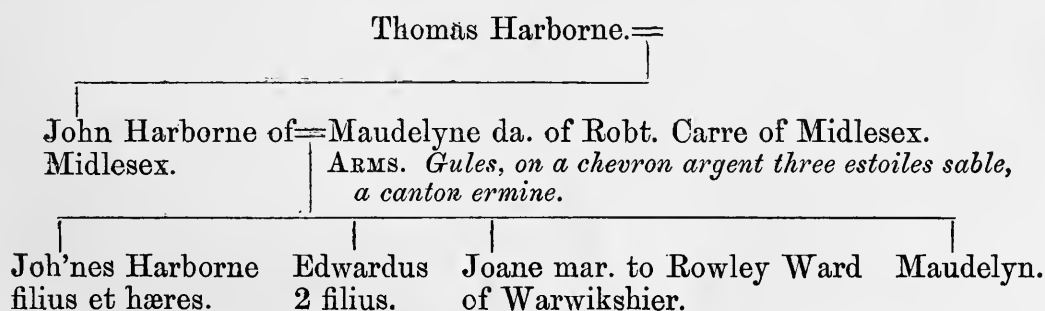 Thomas Harborne.=
John Harborne of=Maudelyne da. of Robt. Carre of Midlesex.
Midlesex. ARMS. Gules, on a chevron argent three estoiles sable,
a canton ermine.
Joh'nes Harborne Edwardus Joane mar. to Rowley Ward Maudelyn.
filius et hæres. 2 filius. of Warwikshier.